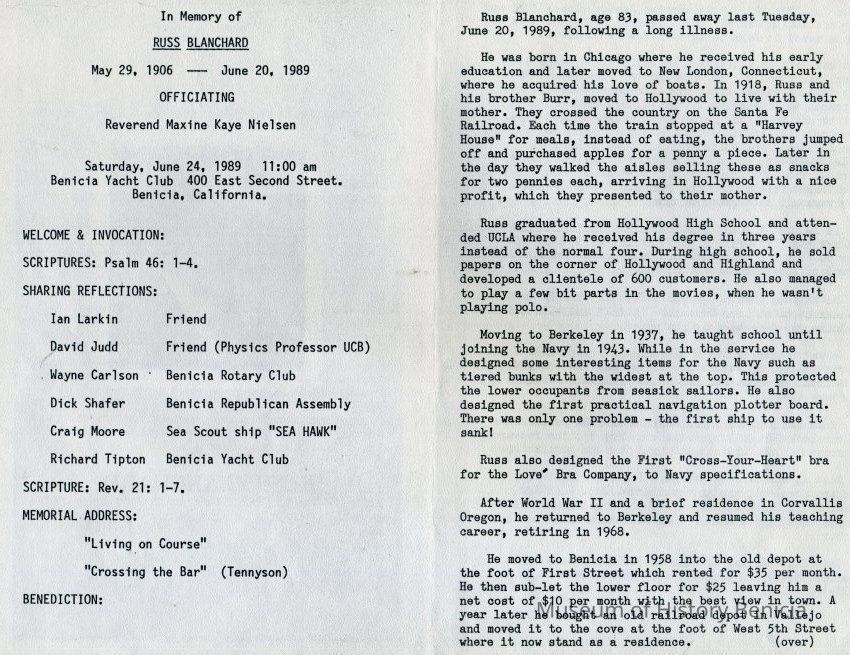 In Memory of
RUSS BLANCHARD
May 29, 1906 — June 20, 1989
OFFICIATING
Reverend Maxine Kaye Nielsen
Saturday, June 24, 1989 11:00 am
Benicia Yacht Club 400 East Second Street.
Benicia, California.
WELCOME & INVOCATION:
SCRIPTURES: Psalm 46: 1-4.
SHARING REFLECTIONS:
Ian Larkin Friend
David Judd Friend (Physics Professor UCB)
Wayne Carlson Benicia Rotary Club
Dick Shafer Benicia Republican Assembly
Craig Moore Sea Scout ship "SEA HAWK"
Richard Tipton Benicia Yacht Club
SCRIPTURE: Rev. 21: 1-7.
MEMORIAL ADDRESS:
"Living on Course"
"Crossing the Bar" (Tennyson)
BENEDICTION:
Russ Blanchard, age 83, passed away last Tuesday,
June 20, 1989, following a long illness.
He was born in Chicago where he received his early
education and later moved to New London, Connecticut,
where he acquired his love of boats. In 1918, Russ and
his brother Burr, moved to Hollywood to live with their
mother. They crossed the country on the Santa Fe
Railroad. Each time the train stopped at a "Harvey
House" for meals, instead of eating, the brothers jumped
off and purchased apples for a penny a piece. Later in
the day they walked the aisles selling these as snacks
for two pennies each, arriving in Hollywood with a nice
profit, which they presented to their mother.
Russ graduated from Hollywood High School and atten-
ded UCLA where he received his degree in three years
instead of the normal four. During high school, he sold
papers on the corner of Hollywood and Highland and
developed a clientele of 600 customers. He also managed
to play a few bit parts in the movies, when he wasn't
playing polo.
Moving to Berkeley in 1937, he taught school until
joining the Navy in 1943. While in the service he
designed some interesting items for the Navy such as
tiered bunks with the widest at the top. This protected
the lower occupants from seasick sailors. He also
designed the first practical navigation plotter board.
There was only one problem - the first ship to use it
sank!
Russ also designed the First "Cross-Your-Heart" bra
for the Love' Bra Company, to Navy specifications.
After World War II and a brief residence in Corvallis
Oregon, he returned to Berkeley and resumed his teaching
career, retiring in 1968.
He moved to Benicia in 1958 into the old depot at
the foot of First Street which rented for $35 per month.
He then sub-let the lower floor for $25 leaving him a
net cost of $10 per month with the best view in town. A
year later he bought an old railroad depot in Vallejo
and moved it to the cove at the foot of West 5th Street
where it now stand as a residence. (over)
Museum of History Benicia